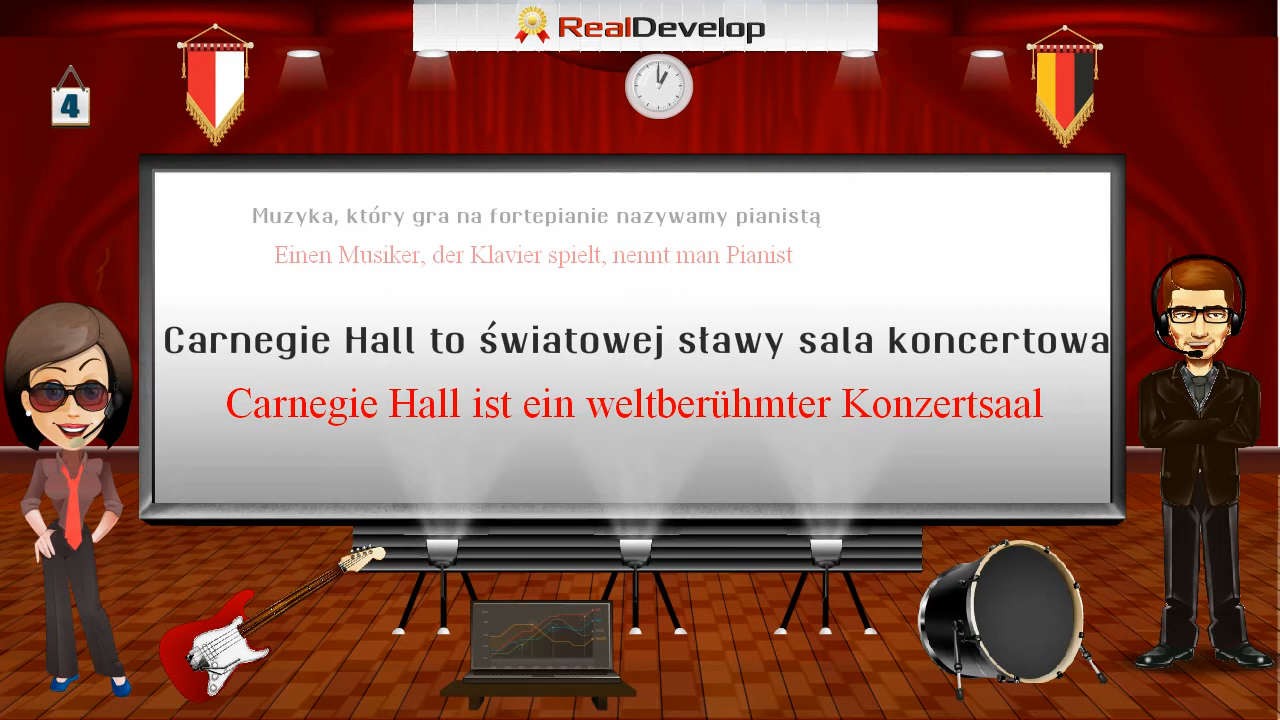 RealDevelop
4
Muzyka, który gra na fortepianie nazywamy pianistą
Einen Musiker, der Klavier spielt, nennt man Pianist
Carnegie Hall to światowej sławy sala koncertowa
Carnegie Hall ist ein weltberühmter Konzertsaal